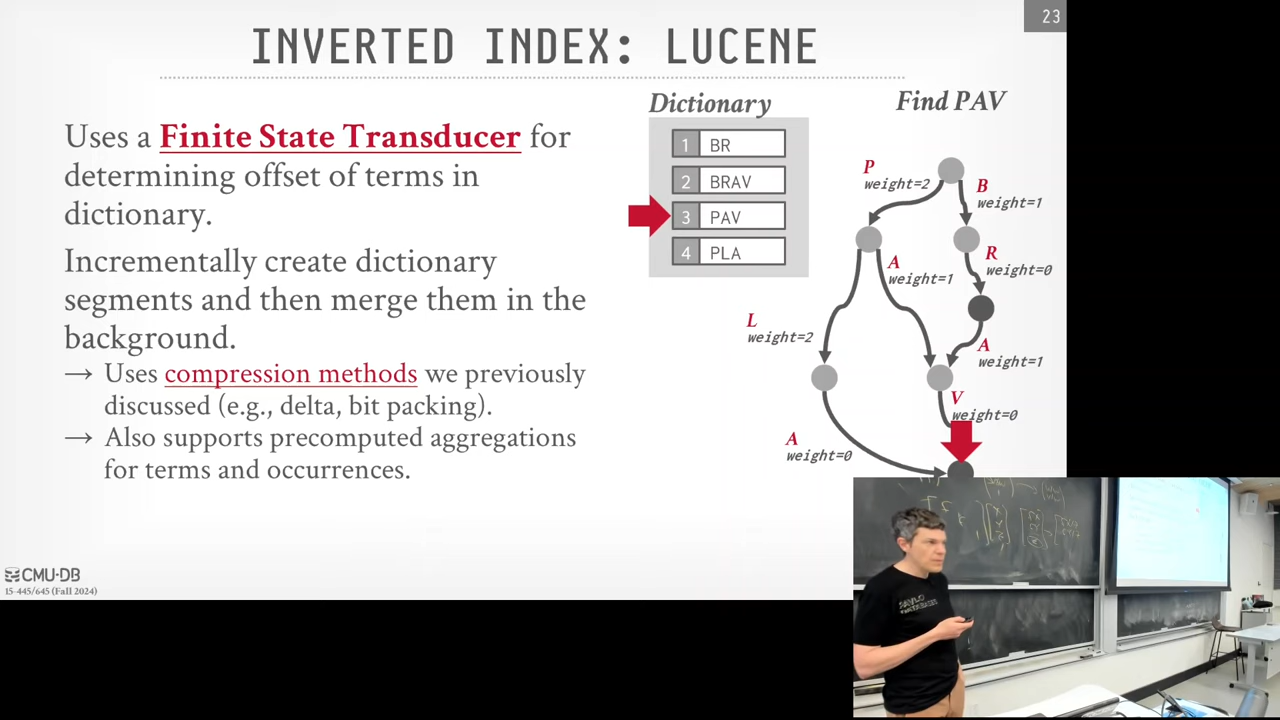 23
INVERTED INDEX: LUCENE
Uses a Finite State Transducer for
determining offset of terms in
dictionary.
Incrementally create dictionary
segments and then merge them in the
background.
→ Uses compression methods we previously
discussed (e.g., delta, bit packing).
→ Also supports precomputed aggregations
for terms and occurrences.
Dictionary
1 BR
2 BRAV
3 PAV
4 PLA
Find PAV
P
weight=2
B
weight=1
R
weight=0
A
weight=1
L
weight=2
A
weight=1
V
weight=0
A
weight=0
CMU·DB
15-445/645 (Fall 2024)